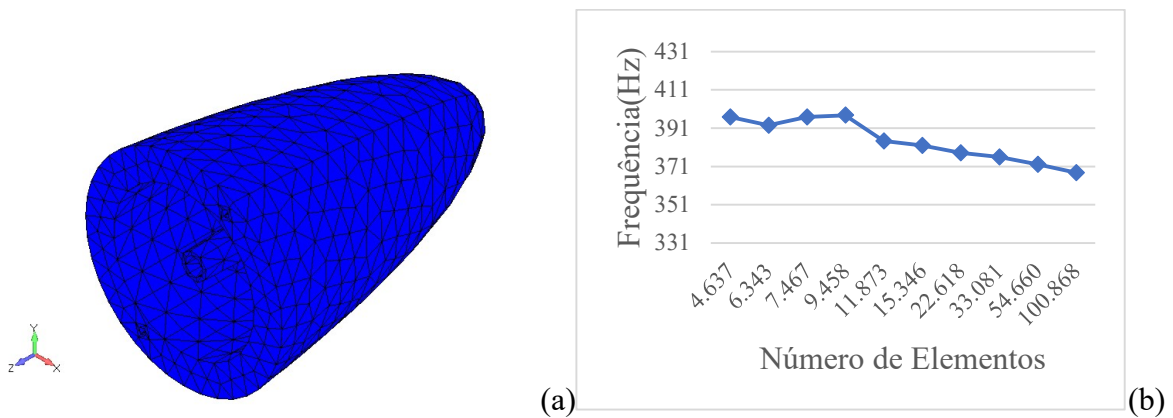 Y
Z
X
(a)
Frequência(Hz)
431
411
391
371
351
331
4.637
6.343
7.467
9.458
11.873
15.346
22.618
33.081
54.660
100.868
Número de Elementos
(b)